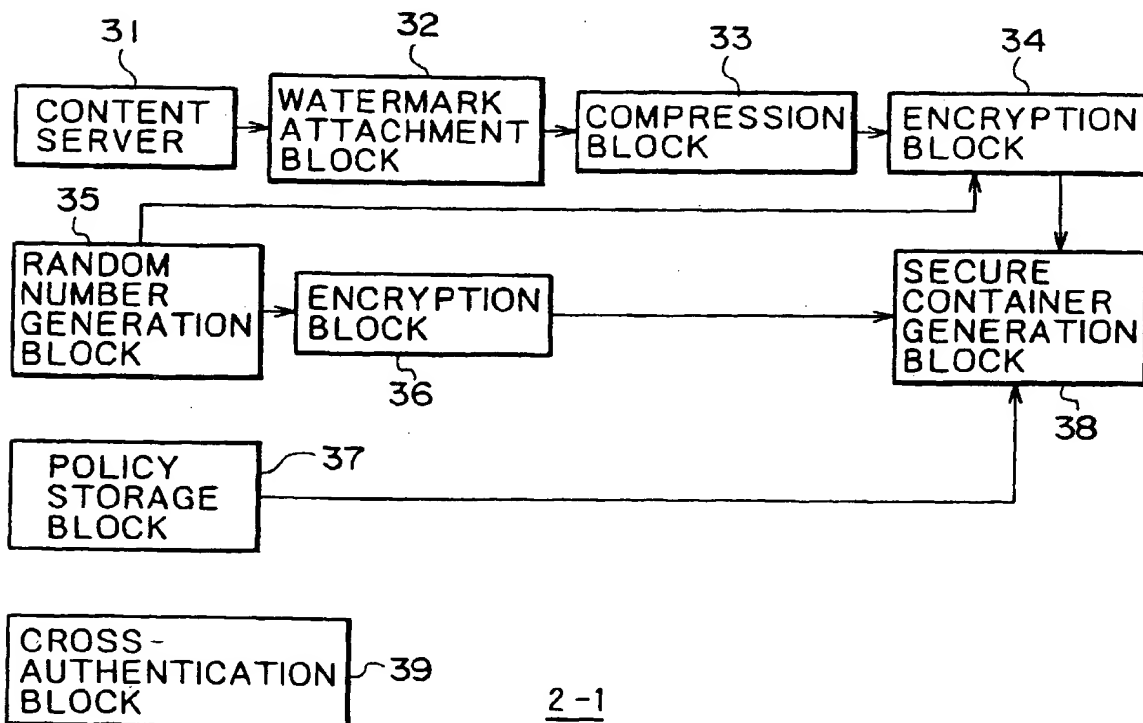 31
32
33
34
CONTENT
SERVER
WATERMARK
ATTACHMENT
BLOCK
COMPRESSION
BLOCK
ENCRYPTION
BLOCK
35
RANDOM
NUMBER
GENERATION
BLOCK
ENCRYPTION
BLOCK
36
SECURE
CONTAINER
GENERATION
BLOCK
38
POLICY
STORAGE
BLOCK
37
CROSS-
AUTHENTICATION
BLOCK
39
2-1